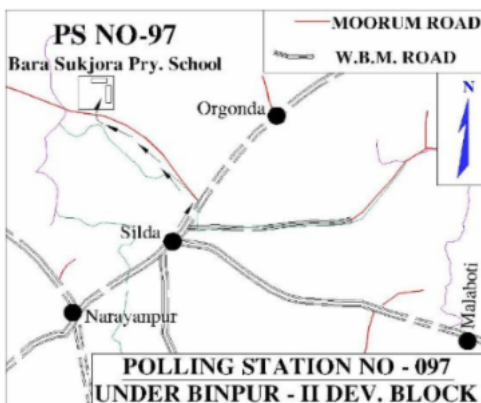 PS NO-97
Bara Sukjora Pry. School
MOORUM ROAD
W.B.M. ROAD
N
Orgonda
Silda
Narayanpur
Malaboti
POLLING STATION NO - 097
UNDER BINPUR - II DEV. BLOCK